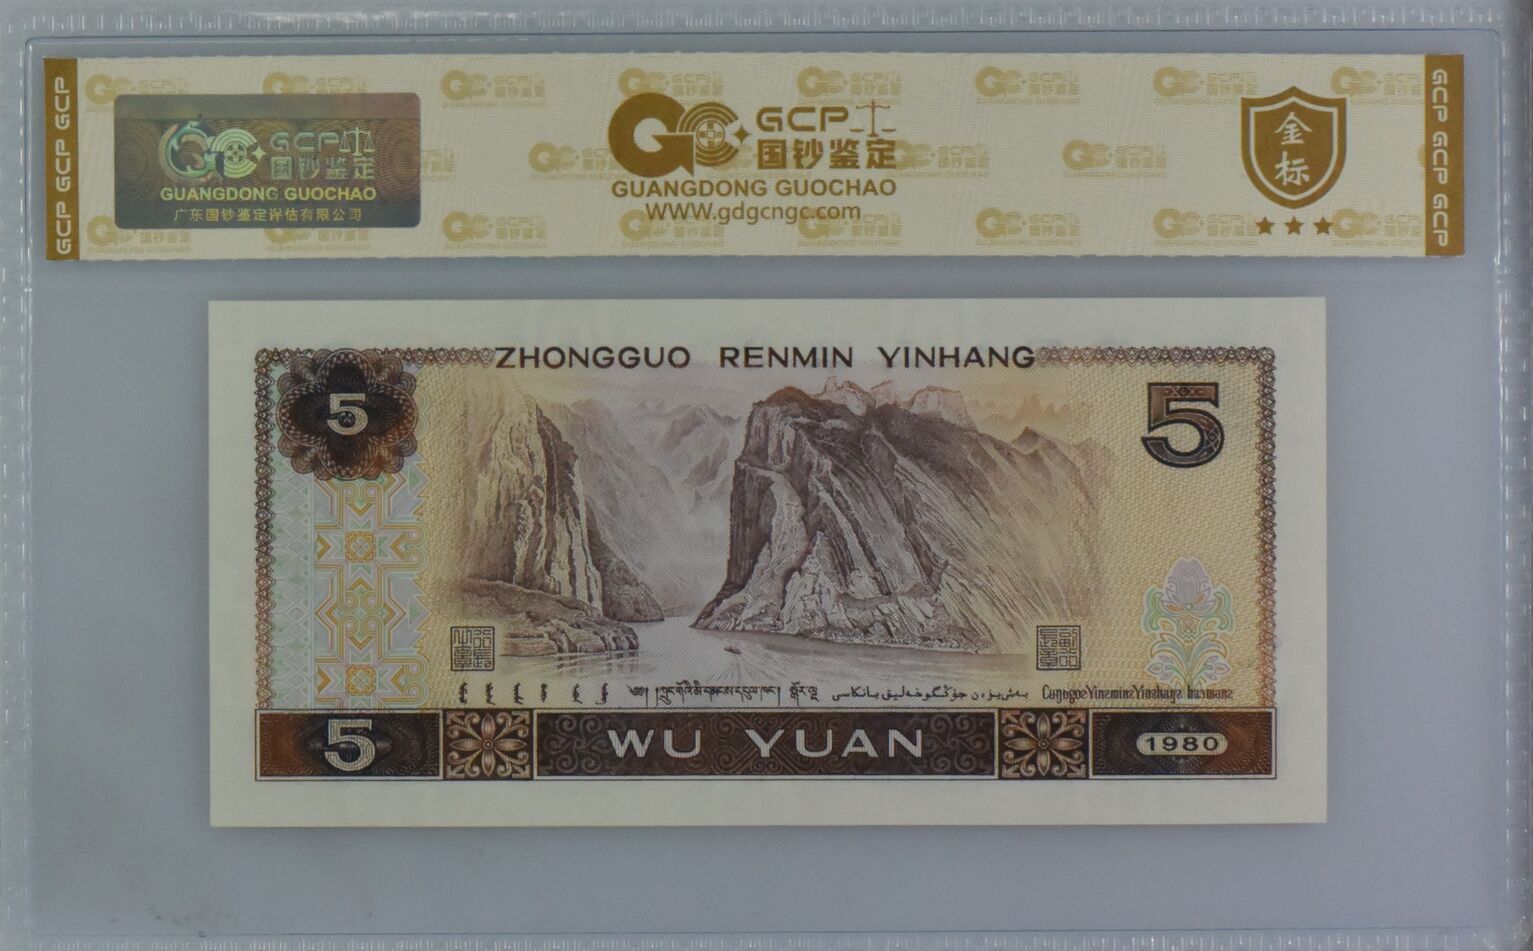 GCP GCP GCP
GCP 国钞鉴定
GUANGDONG GUOCHAO
广东国钞鉴定评估有限公司
GCP
国钞鉴定
GUANGDONG GUOCHAO
WWW.gdgcngc.com
金标
GCP GCP GCP
ZHONGGUO RENMIN YINHANG
5
5
5
WU YUAN
1980